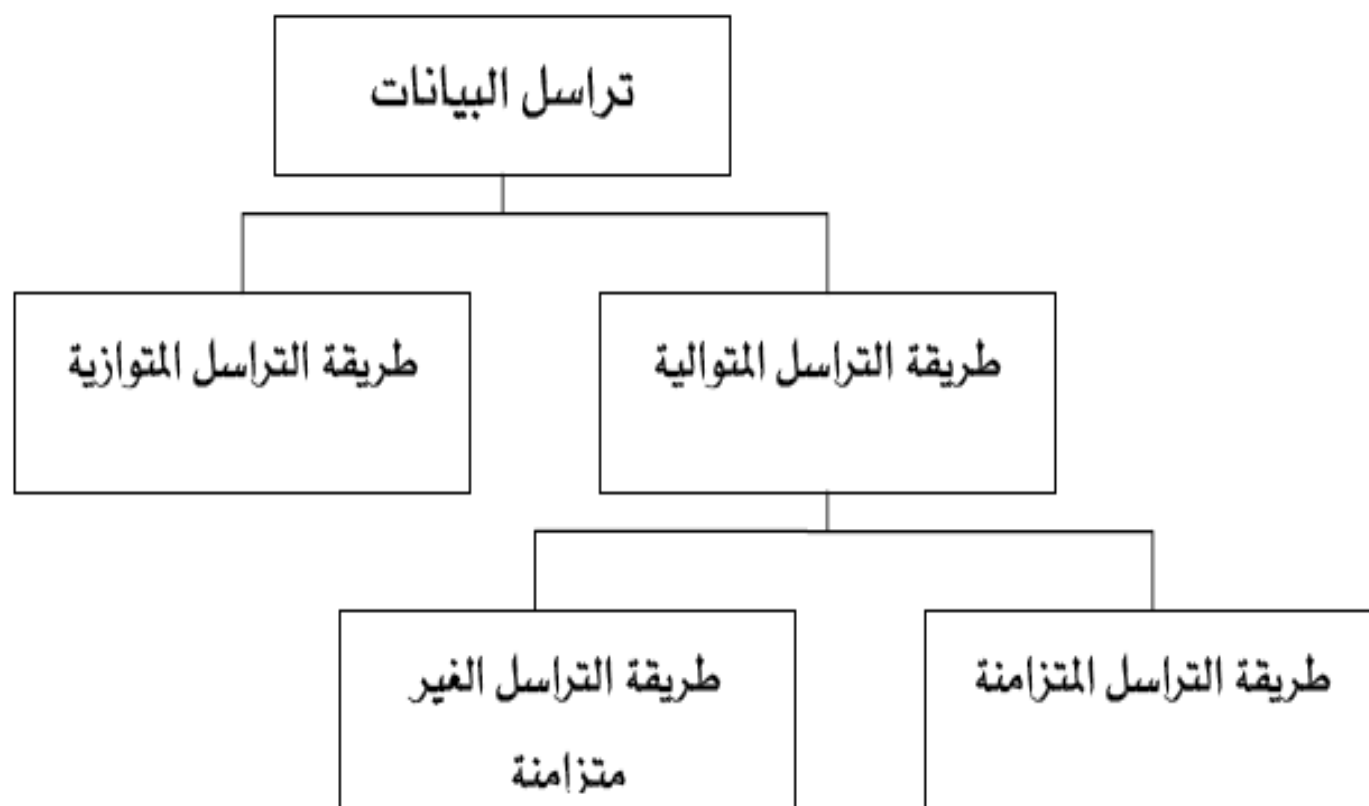 تراسل البيانات
طريقة التراسل المتوالية
طريقة التراسل المتوازية
طريقة التراسل المتزامنة
طريقة التراسل الغير
متزامنة